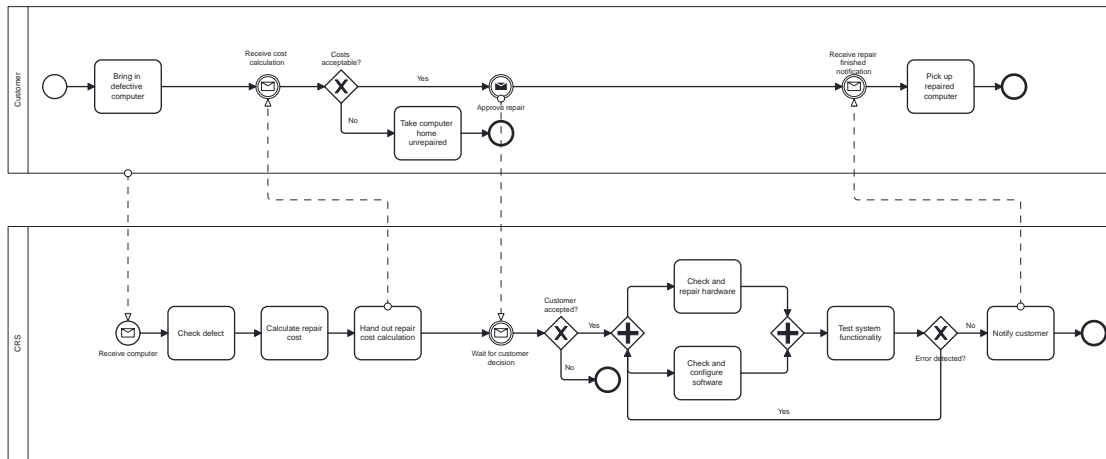 Customer
Bring in
defective
computer
Receive cost
calculation
Costs
acceptable?
Yes
No
Approve repair
Take computer
home
unrepaired
Receive repair
finished
notification
Pick up
repaired
computer
CRS
Receive computer
Check defect
Calculate repair
cost
Hand out repair
cost calculation
Wait for customer
decision
Customer
accepted?
Yes
No
Check and
repair hardware
Check and
configure
software
Test system
functionality
Error detected?
No
Yes
Notify customer